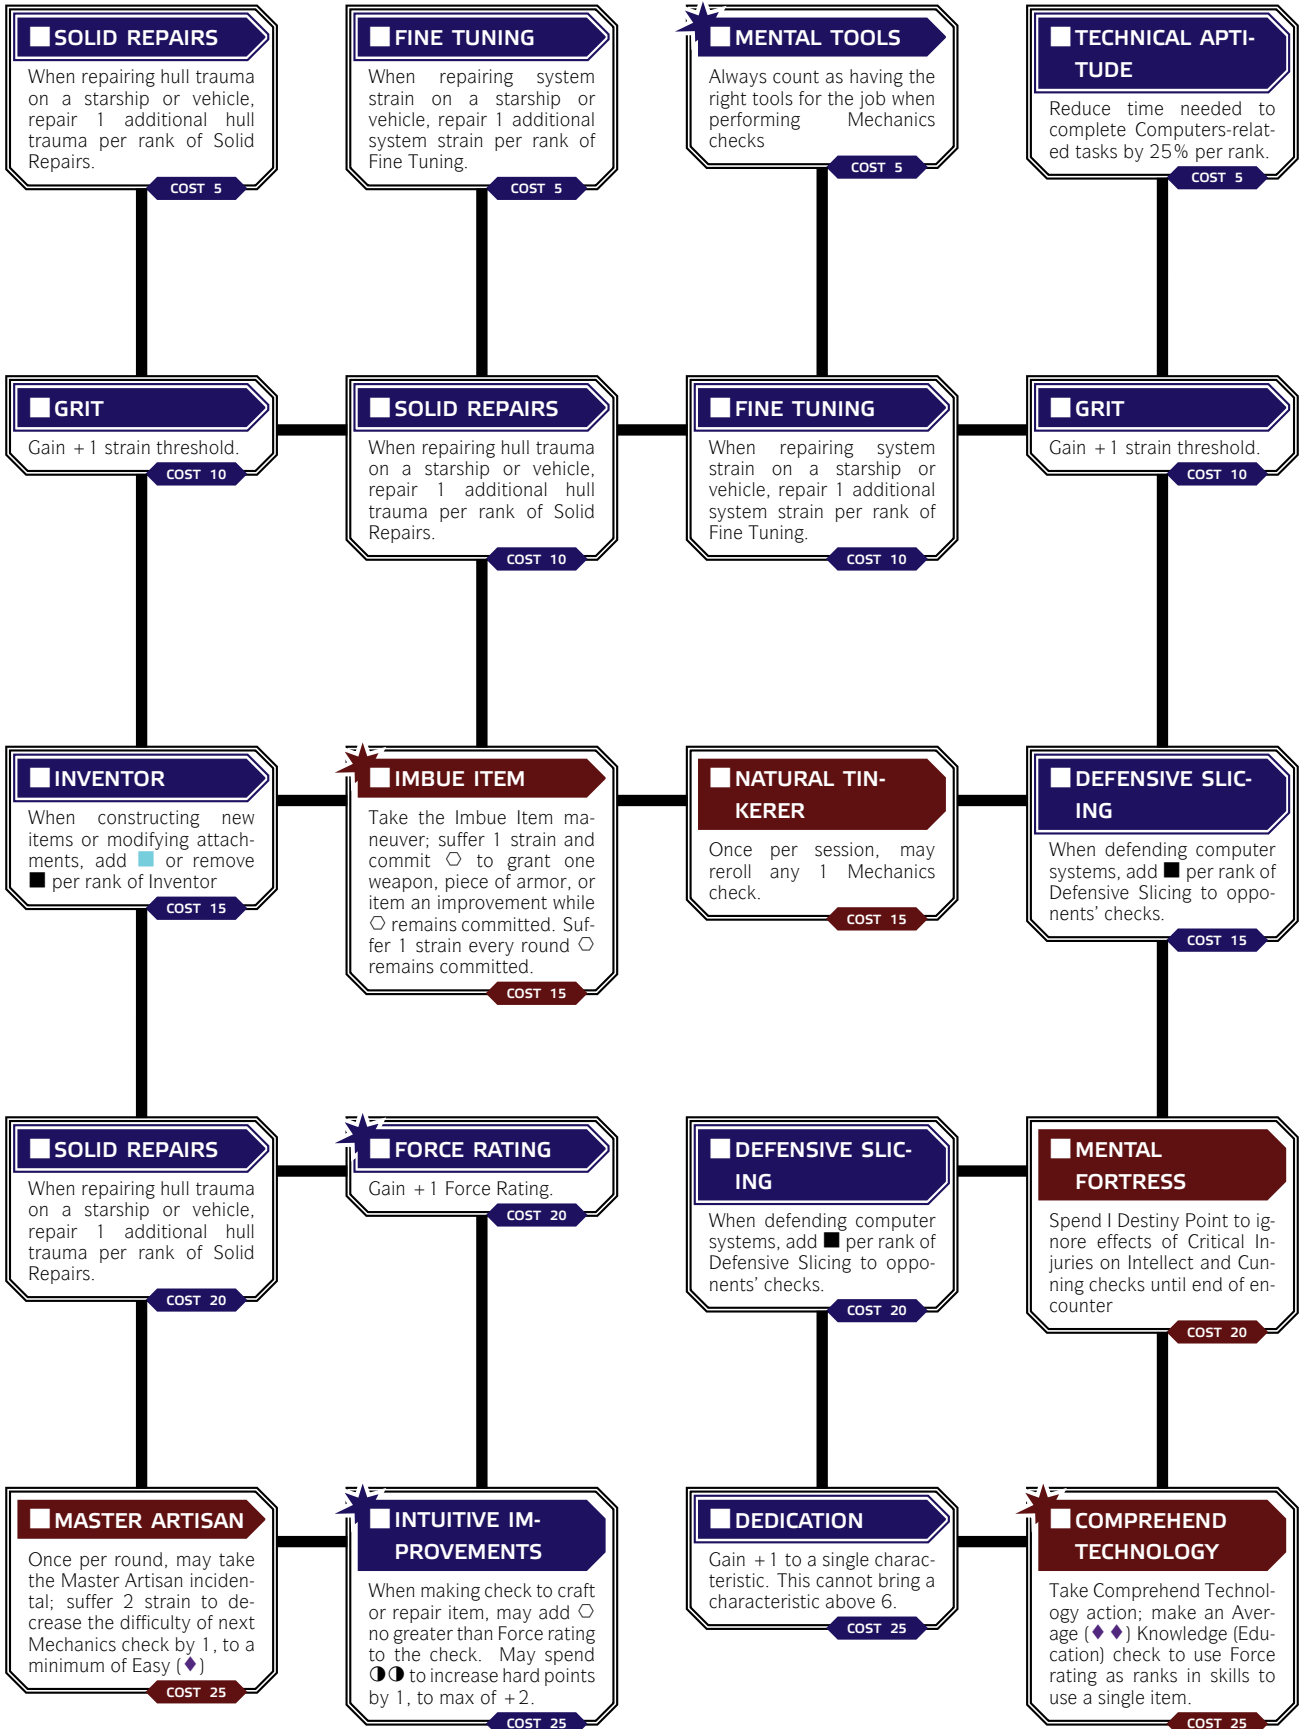 SOLID REPAIRS
When repairing hull trauma
on a starship or vehicle,
repair 1 additional hull
trauma per rank of Solid
Repairs.
COST 5
FINE TUNING
When repairing system
strain on a starship or
vehicle, repair 1 additional
system strain per rank of
Fine Tuning.
COST 5
MENTAL TOOLS
Always count as having the
right tools for the job when
performing Mechanics
checks
COST 5
TECHNICAL APTI-
TUDE
Reduce time needed to
complete Computers-relat-
ed tasks by 25% per rank.
COST 5
GRIT
Gain +1 strain threshold.
COST 10
SOLID REPAIRS
When repairing hull trauma
on a starship or vehicle,
repair 1 additional hull
trauma per rank of Solid
Repairs.
COST 10
FINE TUNING
When repairing system
strain on a starship or
vehicle, repair 1 additional
system strain per rank of
Fine Tuning.
COST 10
GRIT
Gain +1 strain threshold.
COST 10
INVENTOR
When constructing new
items or modifying attach-
ments, add ■ or remove
■ per rank of Inventor
COST 15
IMBUE ITEM
Take the Imbue Item ma-
neuver; suffer 1 strain and
commit ⬡ to grant one
weapon, piece of armor, or
item an improvement while
⬡ remains committed. Suf-
fer 1 strain every round ⬡
remains committed.
COST 15
NATURAL TIN-
KERER
Once per session, may
reroll any 1 Mechanics
check.
COST 15
DEFENSIVE SLIC-
ING
When defending computer
systems, add ■ per rank of
Defensive Slicing to oppo-
nents' checks.
COST 15
SOLID REPAIRS
When repairing hull trauma
on a starship or vehicle,
repair 1 additional hull
trauma per rank of Solid
Repairs.
COST 20
FORCE RATING
Gain +1 Force Rating.
COST 20
DEFENSIVE SLIC-
ING
When defending computer
systems, add ■ per rank of
Defensive Slicing to oppo-
nents' checks.
COST 20
MENTAL
FORTRESS
Spend I Destiny Point to ig-
nore effects of Critical In-
juries on Intellect and Cun-
ning checks until end of en-
counter
COST 20
MASTER ARTISAN
Once per round, may take
the Master Artisan inciden-
tal; suffer 2 strain to de-
crease the difficulty of next
Mechanics check by 1, to a
minimum of Easy (♦)
COST 25
INTUITIVE IM-
PROVEMENTS
When making check to craft
or repair item, may add ⬡
no greater than Force rating
to the check. May spend
◑◑ to increase hard points
by 1, to max of +2.
COST 25
DEDICATION
Gain +1 to a single charac-
teristic. This cannot bring a
characteristic above 6.
COST 25
COMPREHEND
TECHNOLOGY
Take Comprehend Technol-
ogy action; make an Aver-
age (♦ ♦) Knowledge (Edu-
cation) check to use Force
rating as ranks in skills to
use a single item.
COST 25